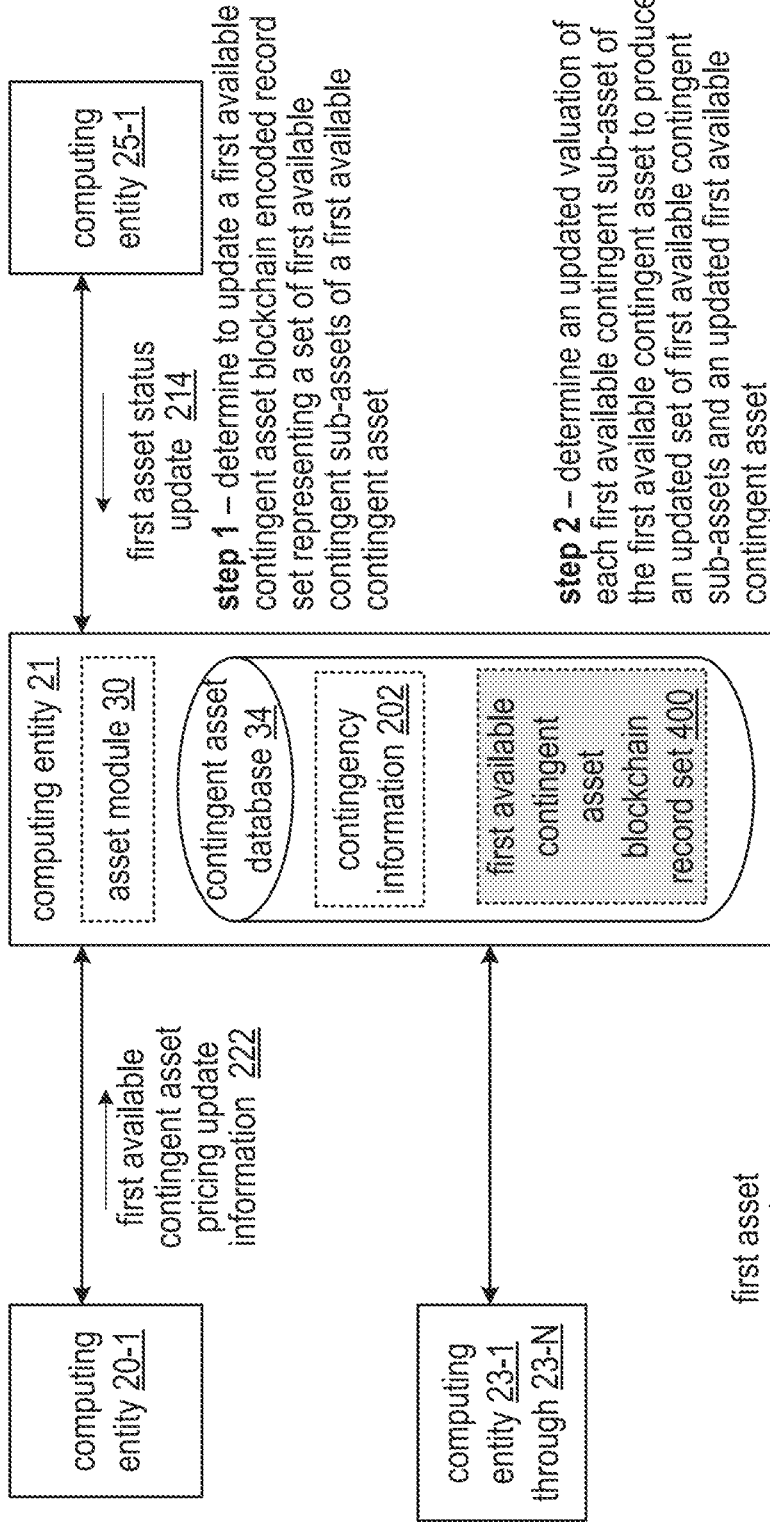 computing
entity 20-1
first available
contingent asset
pricing update
information 222
computing
entity 23-1
through 23-N
first asset
computing entity 21
asset module 30
contingent asset
database 34
contingency
information 202
first available
contingent
asset
blockchain
record set 400
computing
entity 25-1
first asset status
update 214
step 1 – determine to update a first available
contingent asset blockchain encoded record
set representing a set of first available
contingent sub-assets of a first available
contingent asset
step 2 – determine an updated valuation of
each first available contingent sub-asset of
the first available contingent asset to produce
an updated set of first available contingent
sub-assets and an updated first available
contingent asset